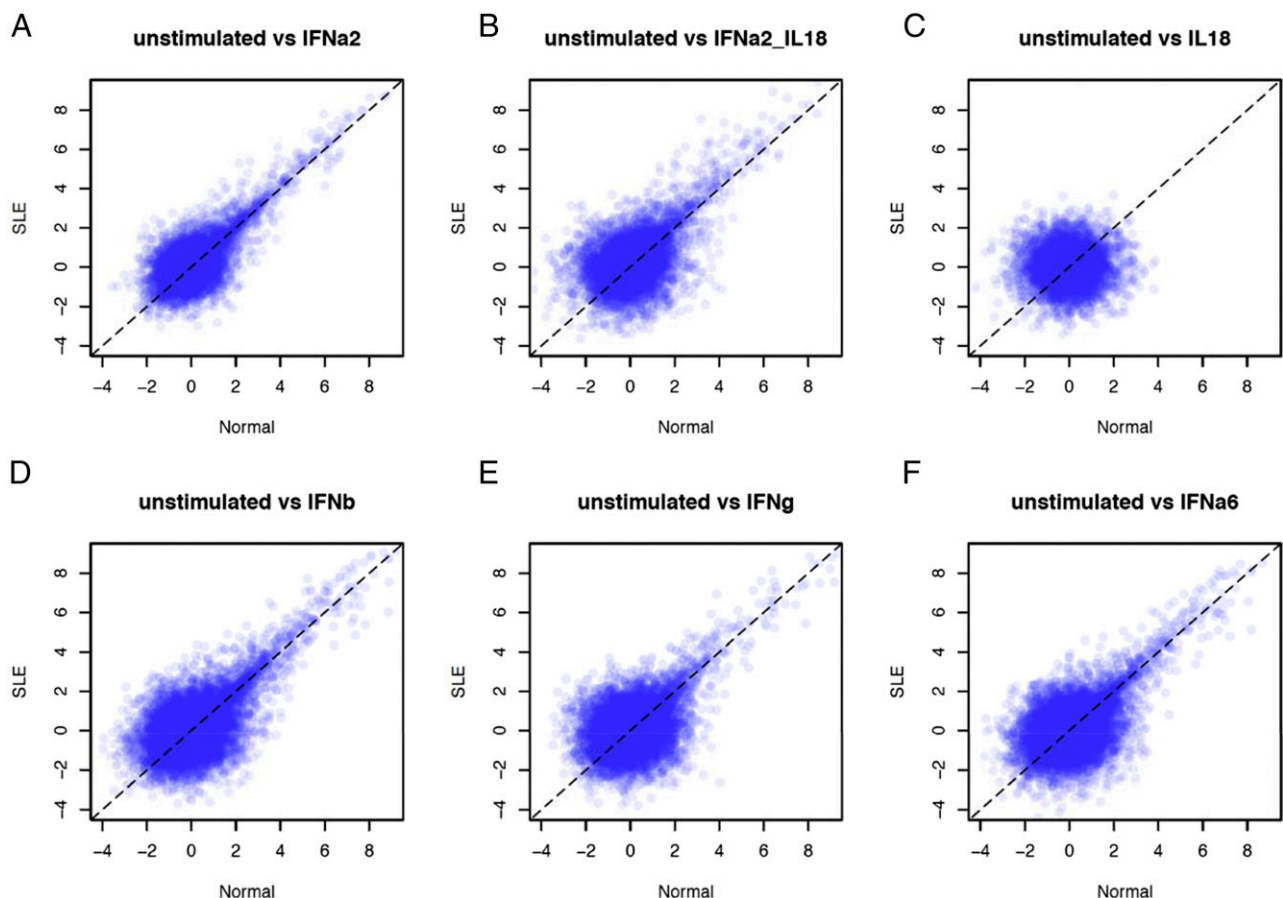 A
unstimulated vs IFNa2
SLE
8
6
4
2
0
−2
−4
−4 −2 0 2 4 6 8
Normal
B
unstimulated vs IFNa2_IL18
SLE
8
6
4
2
0
−2
−4
−4 −2 0 2 4 6 8
Normal
C
unstimulated vs IL18
SLE
8
6
4
2
0
−2
−4
−4 −2 0 2 4 6 8
Normal
D
unstimulated vs IFNb
SLE
8
6
4
2
0
−2
−4
−4 −2 0 2 4 6 8
Normal
E
unstimulated vs IFNg
SLE
8
6
4
2
0
−2
−4
−4 −2 0 2 4 6 8
Normal
F
unstimulated vs IFNa6
SLE
8
6
4
2
0
−2
−4
−4 −2 0 2 4 6 8
Normal